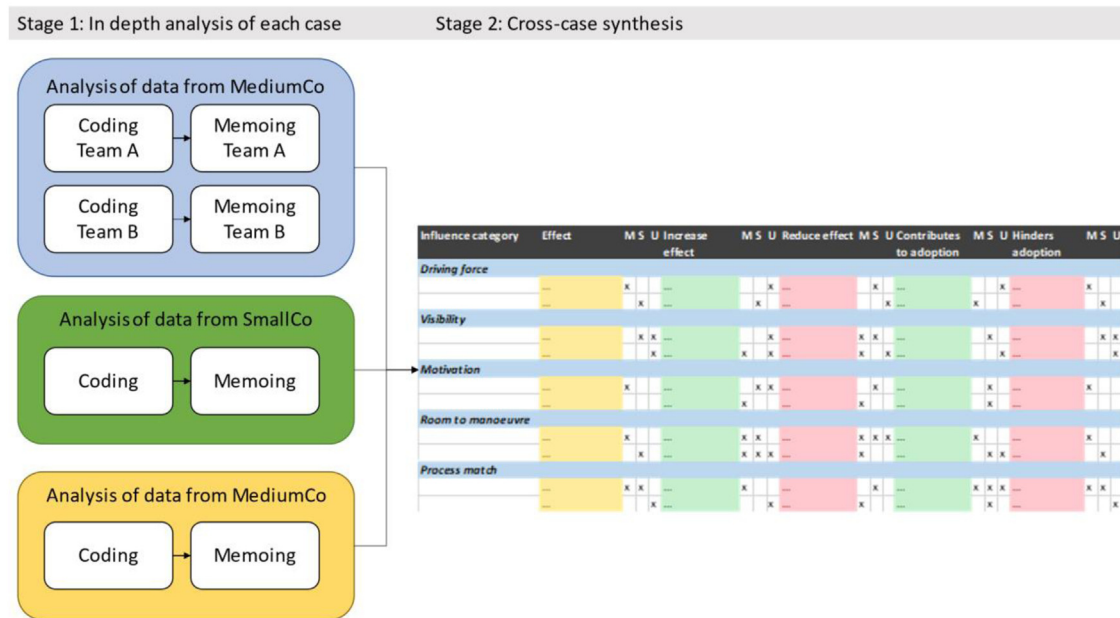 Stage 1: In depth analysis of each case
Stage 2: Cross-case synthesis
Analysis of data from MediumCo
Coding
Team A
Memoing
Team A
Coding
Team B
Memoing
Team B
Analysis of data from SmallCo
Coding
Memoing
Analysis of data from MediumCo
Coding
Memoing
Influence category Effect M S U Increase effect M S U Reduce effect M S U Contributes to adoption M S U Hinders adoption M S U
Driving force
... x ... x ... x ... x ... x
... x ... x ... x ... x ... x
Visibility
... x x ... x ... x x ... x ... x x
... x ... x x ... x x ... x ... x
Motivation
... x ... x x ... x ... x ... x
... ... x ... x ... x ...
Room to manoeuvre
... x ... x x ... x x x ... x ... x
... x ... x x x ... x ... x x ... x
Process match
... x x ... x ... x ... x x x ... x x
... x ... x ... x ... x ... x